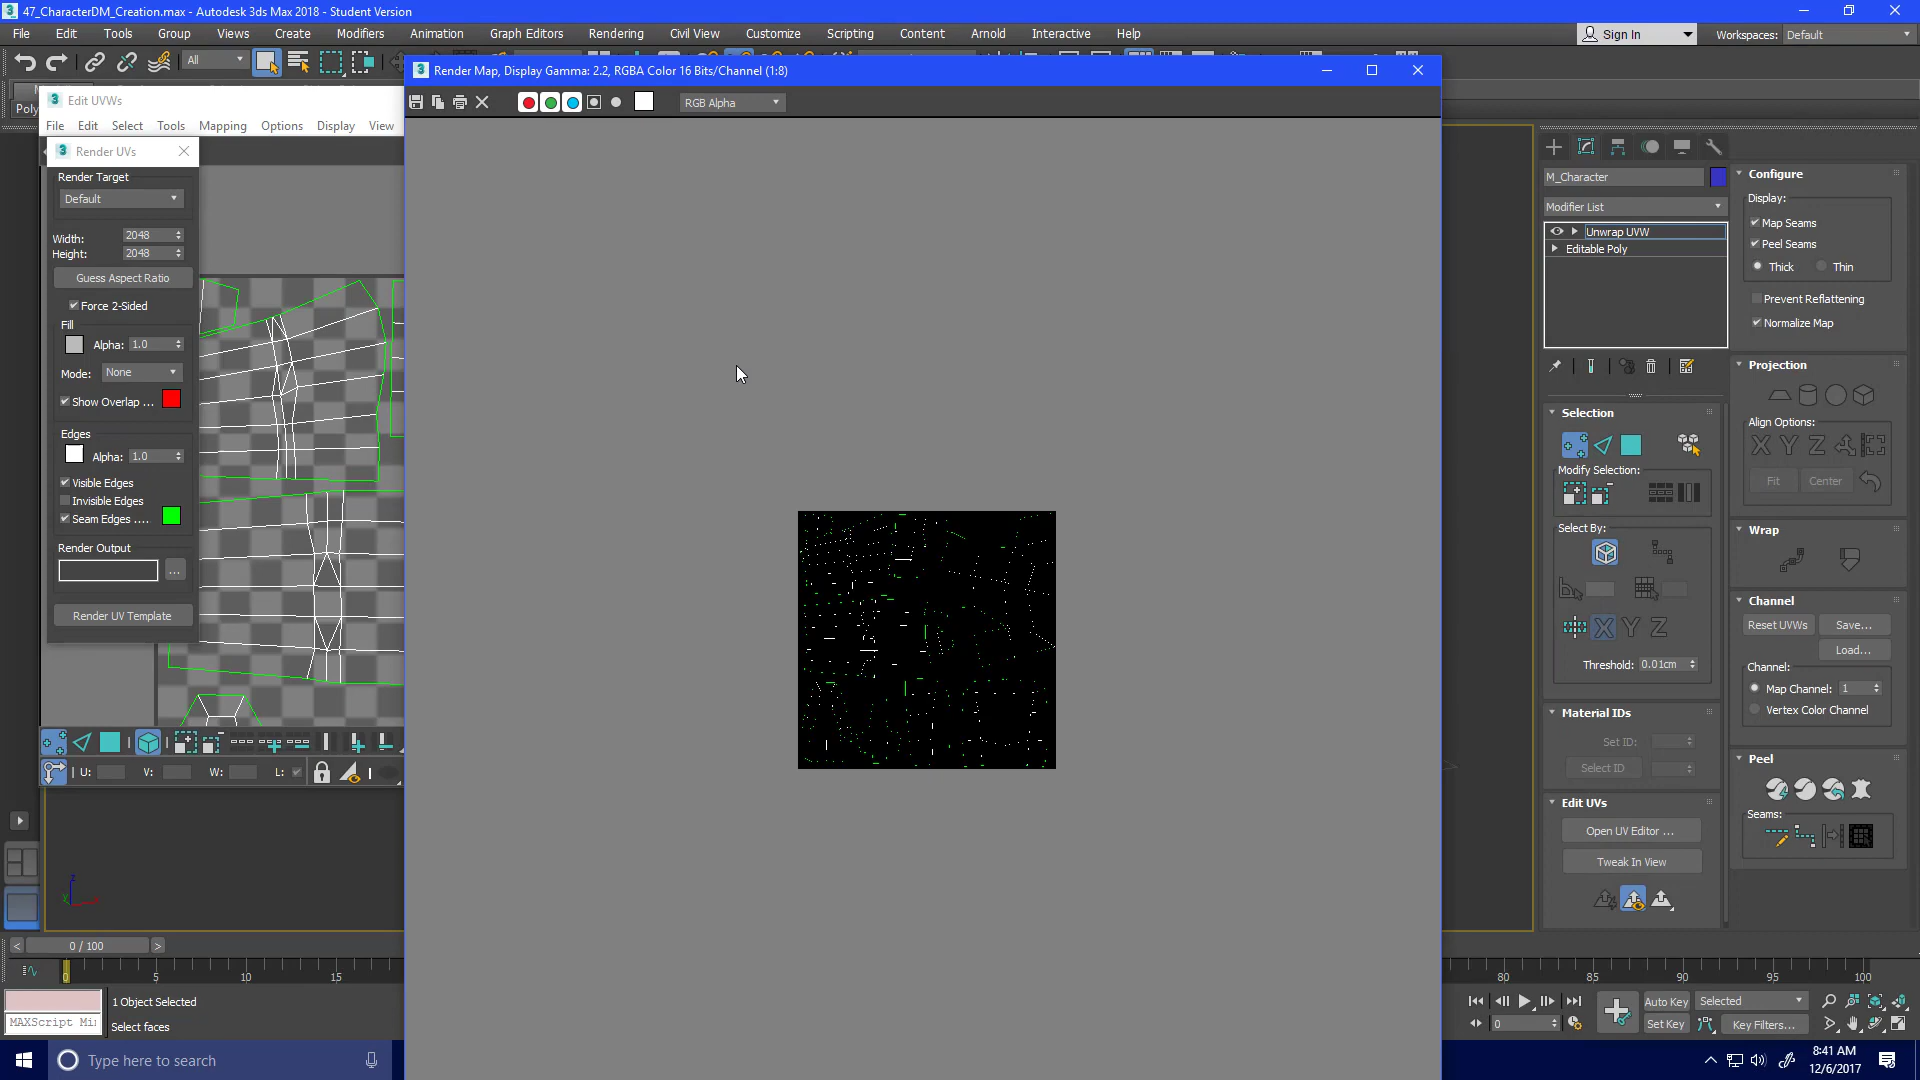 47_CharacterDM_Creation.max - Autodesk 3ds Max 2018 - Student Version
File Edit Tools Group Views Create Modifiers Animation Graph Editors Rendering Civil View Customize Scripting Content Arnold Interactive Help
Sign In
Workspaces: Default
All
Render Map, Display Gamma: 2.2, RGBA Color 16 Bits/Channel (1:8)
RGB Alpha
Poly
Edit UVWs
File Edit Select Tools Mapping Options Display View
Render UVs
Render Target
Default
Width: 2048
Height: 2048
Guess Aspect Ratio
Force 2-Sided
Fill
Alpha: 1.0
Mode: None
Show Overlap ...
Edges
Alpha: 1.0
Visible Edges
Invisible Edges
Seam Edges ....
Render Output
...
Render UV Template
U: V: W: L:
M_Character
Modifier List
Unwrap UVW
Editable Poly
Selection
Modify Selection:
Select By:
X Y Z
Threshold: 0.01cm
Material IDs
Set ID:
Select ID
Edit UVs
Open UV Editor ...
Tweak In View
Configure
Display:
Map Seams
Peel Seams
Thick Thin
Prevent Reflattening
Normalize Map
Projection
Align Options:
X Y Z
Fit Center
Wrap
Channel
Reset UVWs Save...
Load...
Channel:
Map Channel: 1
Vertex Color Channel
Peel
Seams:
z
x
y
< 0 / 100 >
0 5 10 15 80 85 90 95 100
1 Object Selected
MAXScript Mi
Select faces
Auto Key Selected
0 Set Key Key Filters...
Type here to search
8:41 AM
12/6/2017